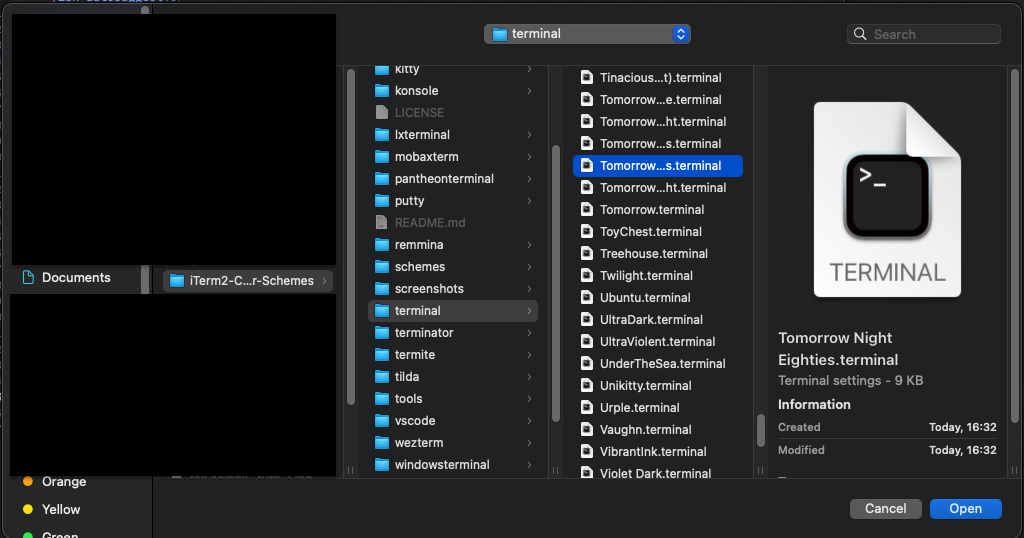 terminal
Search
Documents
Orange
Yellow
Green
iTerm2-C...r-Schemes
kitty
konsole
LICENSE
lxterminal
mobaxterm
pantheonterminal
putty
README.md
remmina
schemes
screenshots
terminal
terminator
termite
tilda
tools
vscode
wezterm
windowsterminal
Tinacious...t).terminal
Tomorrow...e.terminal
Tomorrow...ht.terminal
Tomorrow...s.terminal
Tomorrow...s.terminal
Tomorrow...ht.terminal
Tomorrow.terminal
ToyChest.terminal
Treehouse.terminal
Twilight.terminal
Ubuntu.terminal
UltraDark.terminal
UltraViolent.terminal
UnderTheSea.terminal
Unikitty.terminal
Urple.terminal
Vaughn.terminal
VibrantInk.terminal
Violet Dark.terminal
>_
TERMINAL
Tomorrow Night
Eighties.terminal
Terminal settings - 9 KB
Information
Created Today, 16:32
Modified Today, 16:32
Cancel
Open